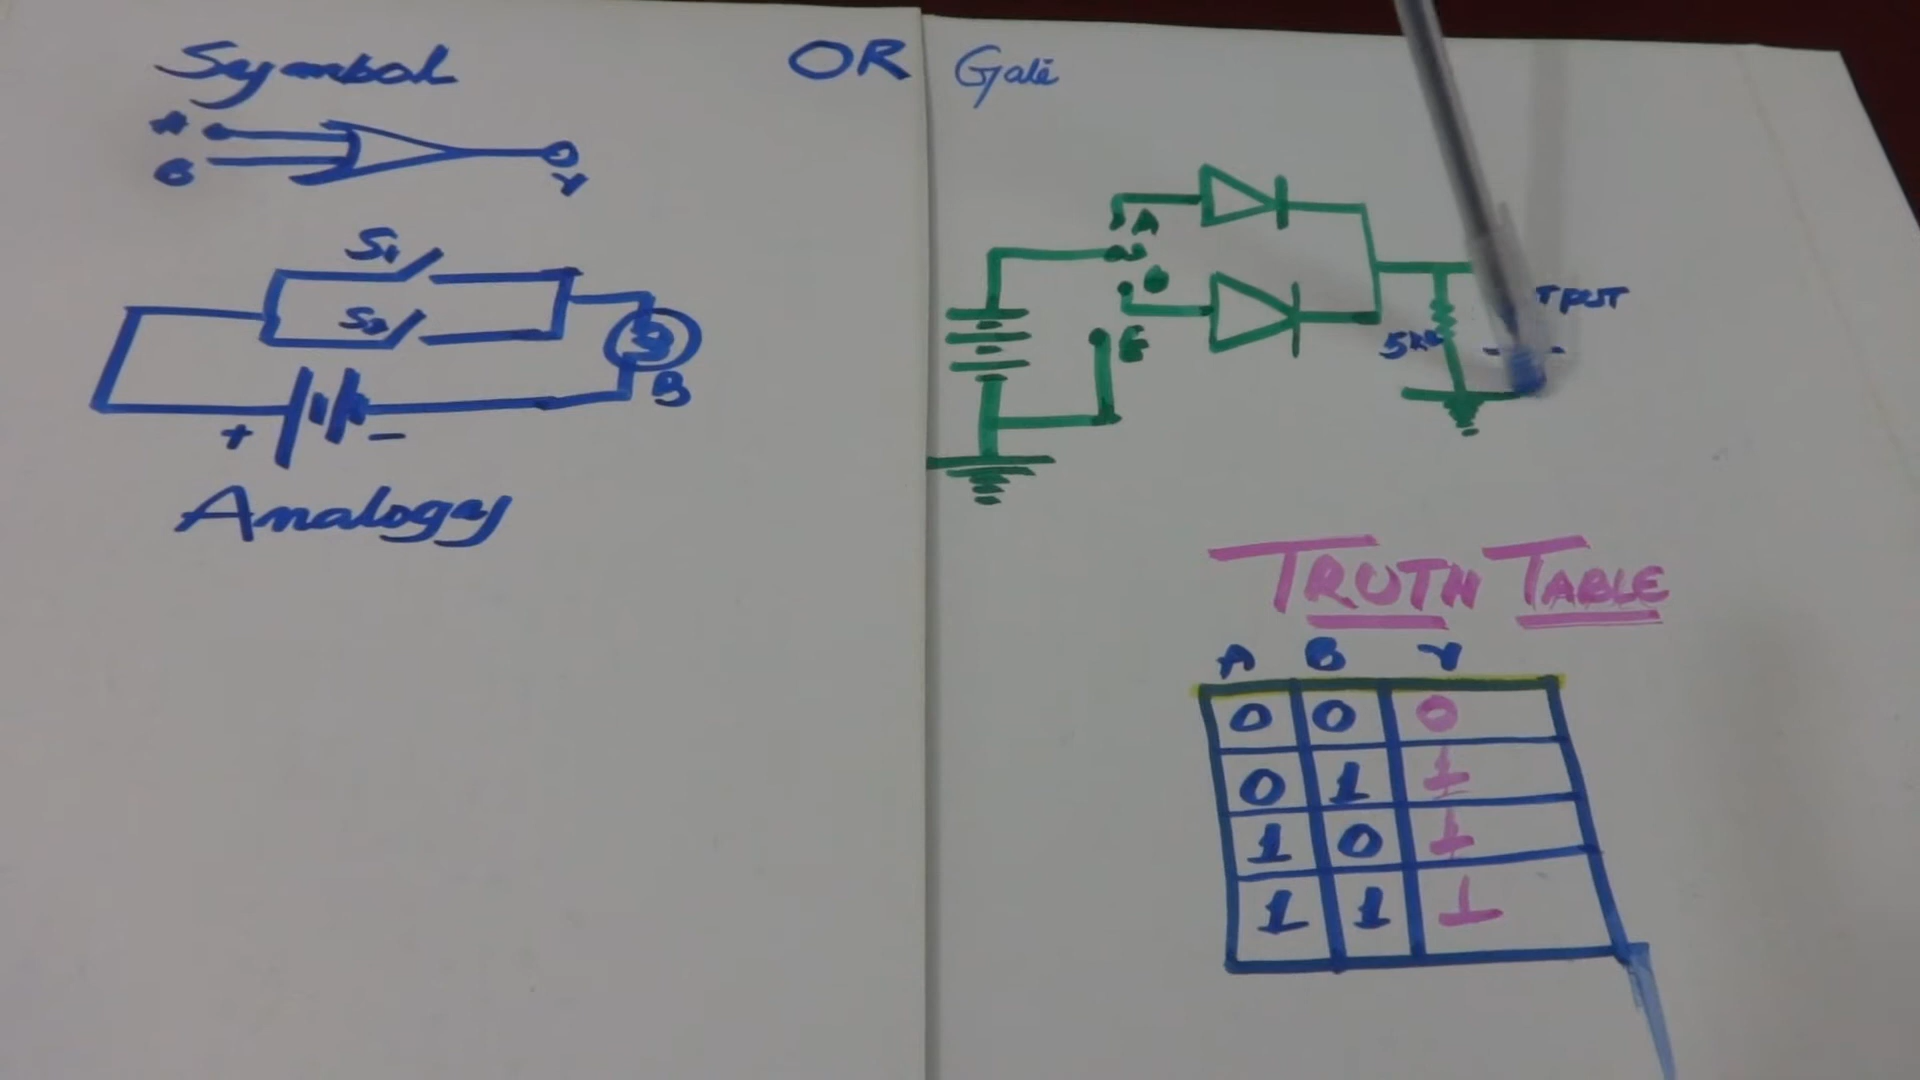 Symbol
A
B
Y
S1
S2
B
+ -
Analogy
OR Gate
A
B
E
5k
TRUTH TABLE
A B Y
0 0 0
0 1 1
1 0 1
1 1 1